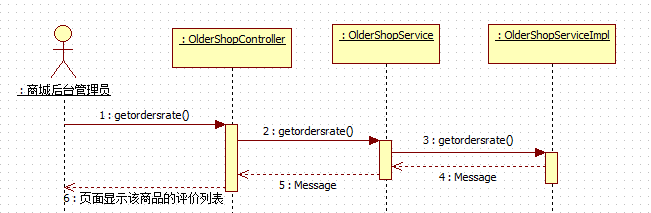 : OlderShopController
: OlderShopService
: OlderShopServiceImpl
: 商城后台管理员
1 : getordersrate()
2 : getordersrate()
3 : getordersrate()
4 : Message
5 : Message
6 : 页面显示该商品的评价列表